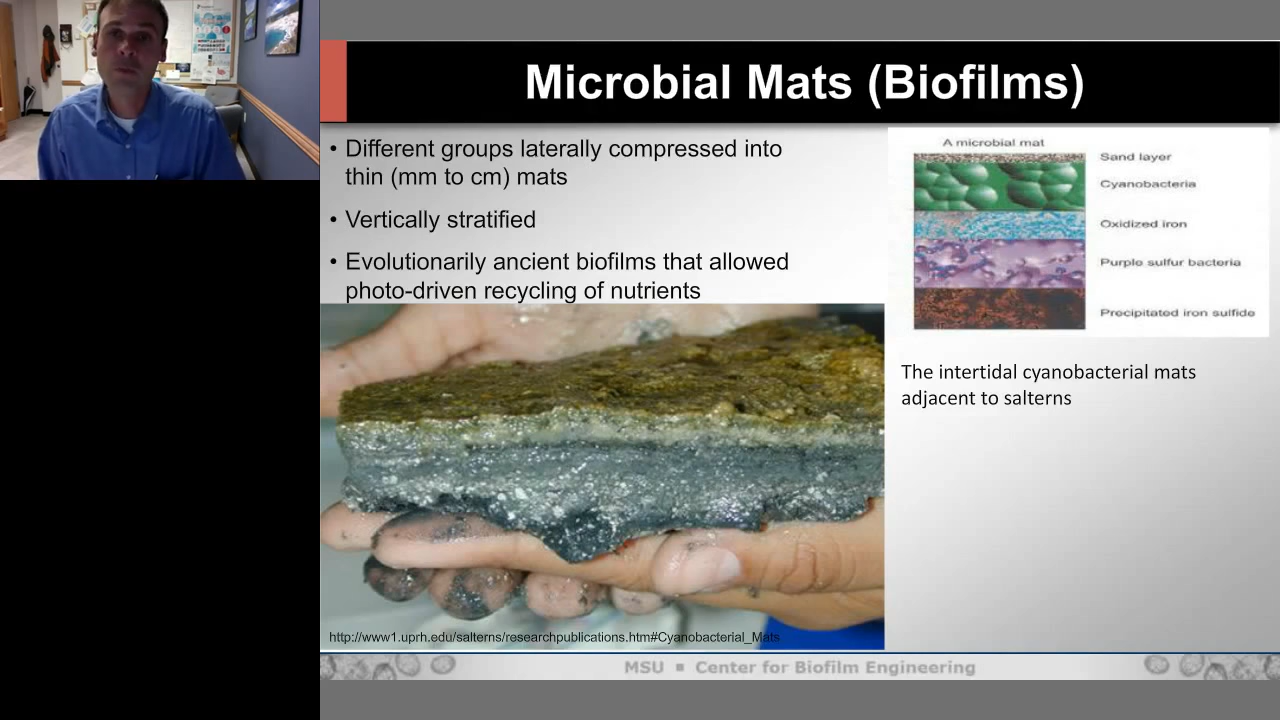 Microbial Mats (Biofilms)
• Different groups laterally compressed into
thin (mm to cm) mats
• Vertically stratified
• Evolutionarily ancient biofilms that allowed
photo-driven recycling of nutrients
A microbial mat
Sand layer
Cyanobacteria
Oxidized iron
Purple sulfur bacteria
Precipitated iron sulfide
The intertidal cyanobacterial mats
adjacent to salterns
http://www1.uprh.edu/salterns/researchpublications.htm#Cyanobacterial_Mats
MSU ▪ Center for Biofilm Engineering